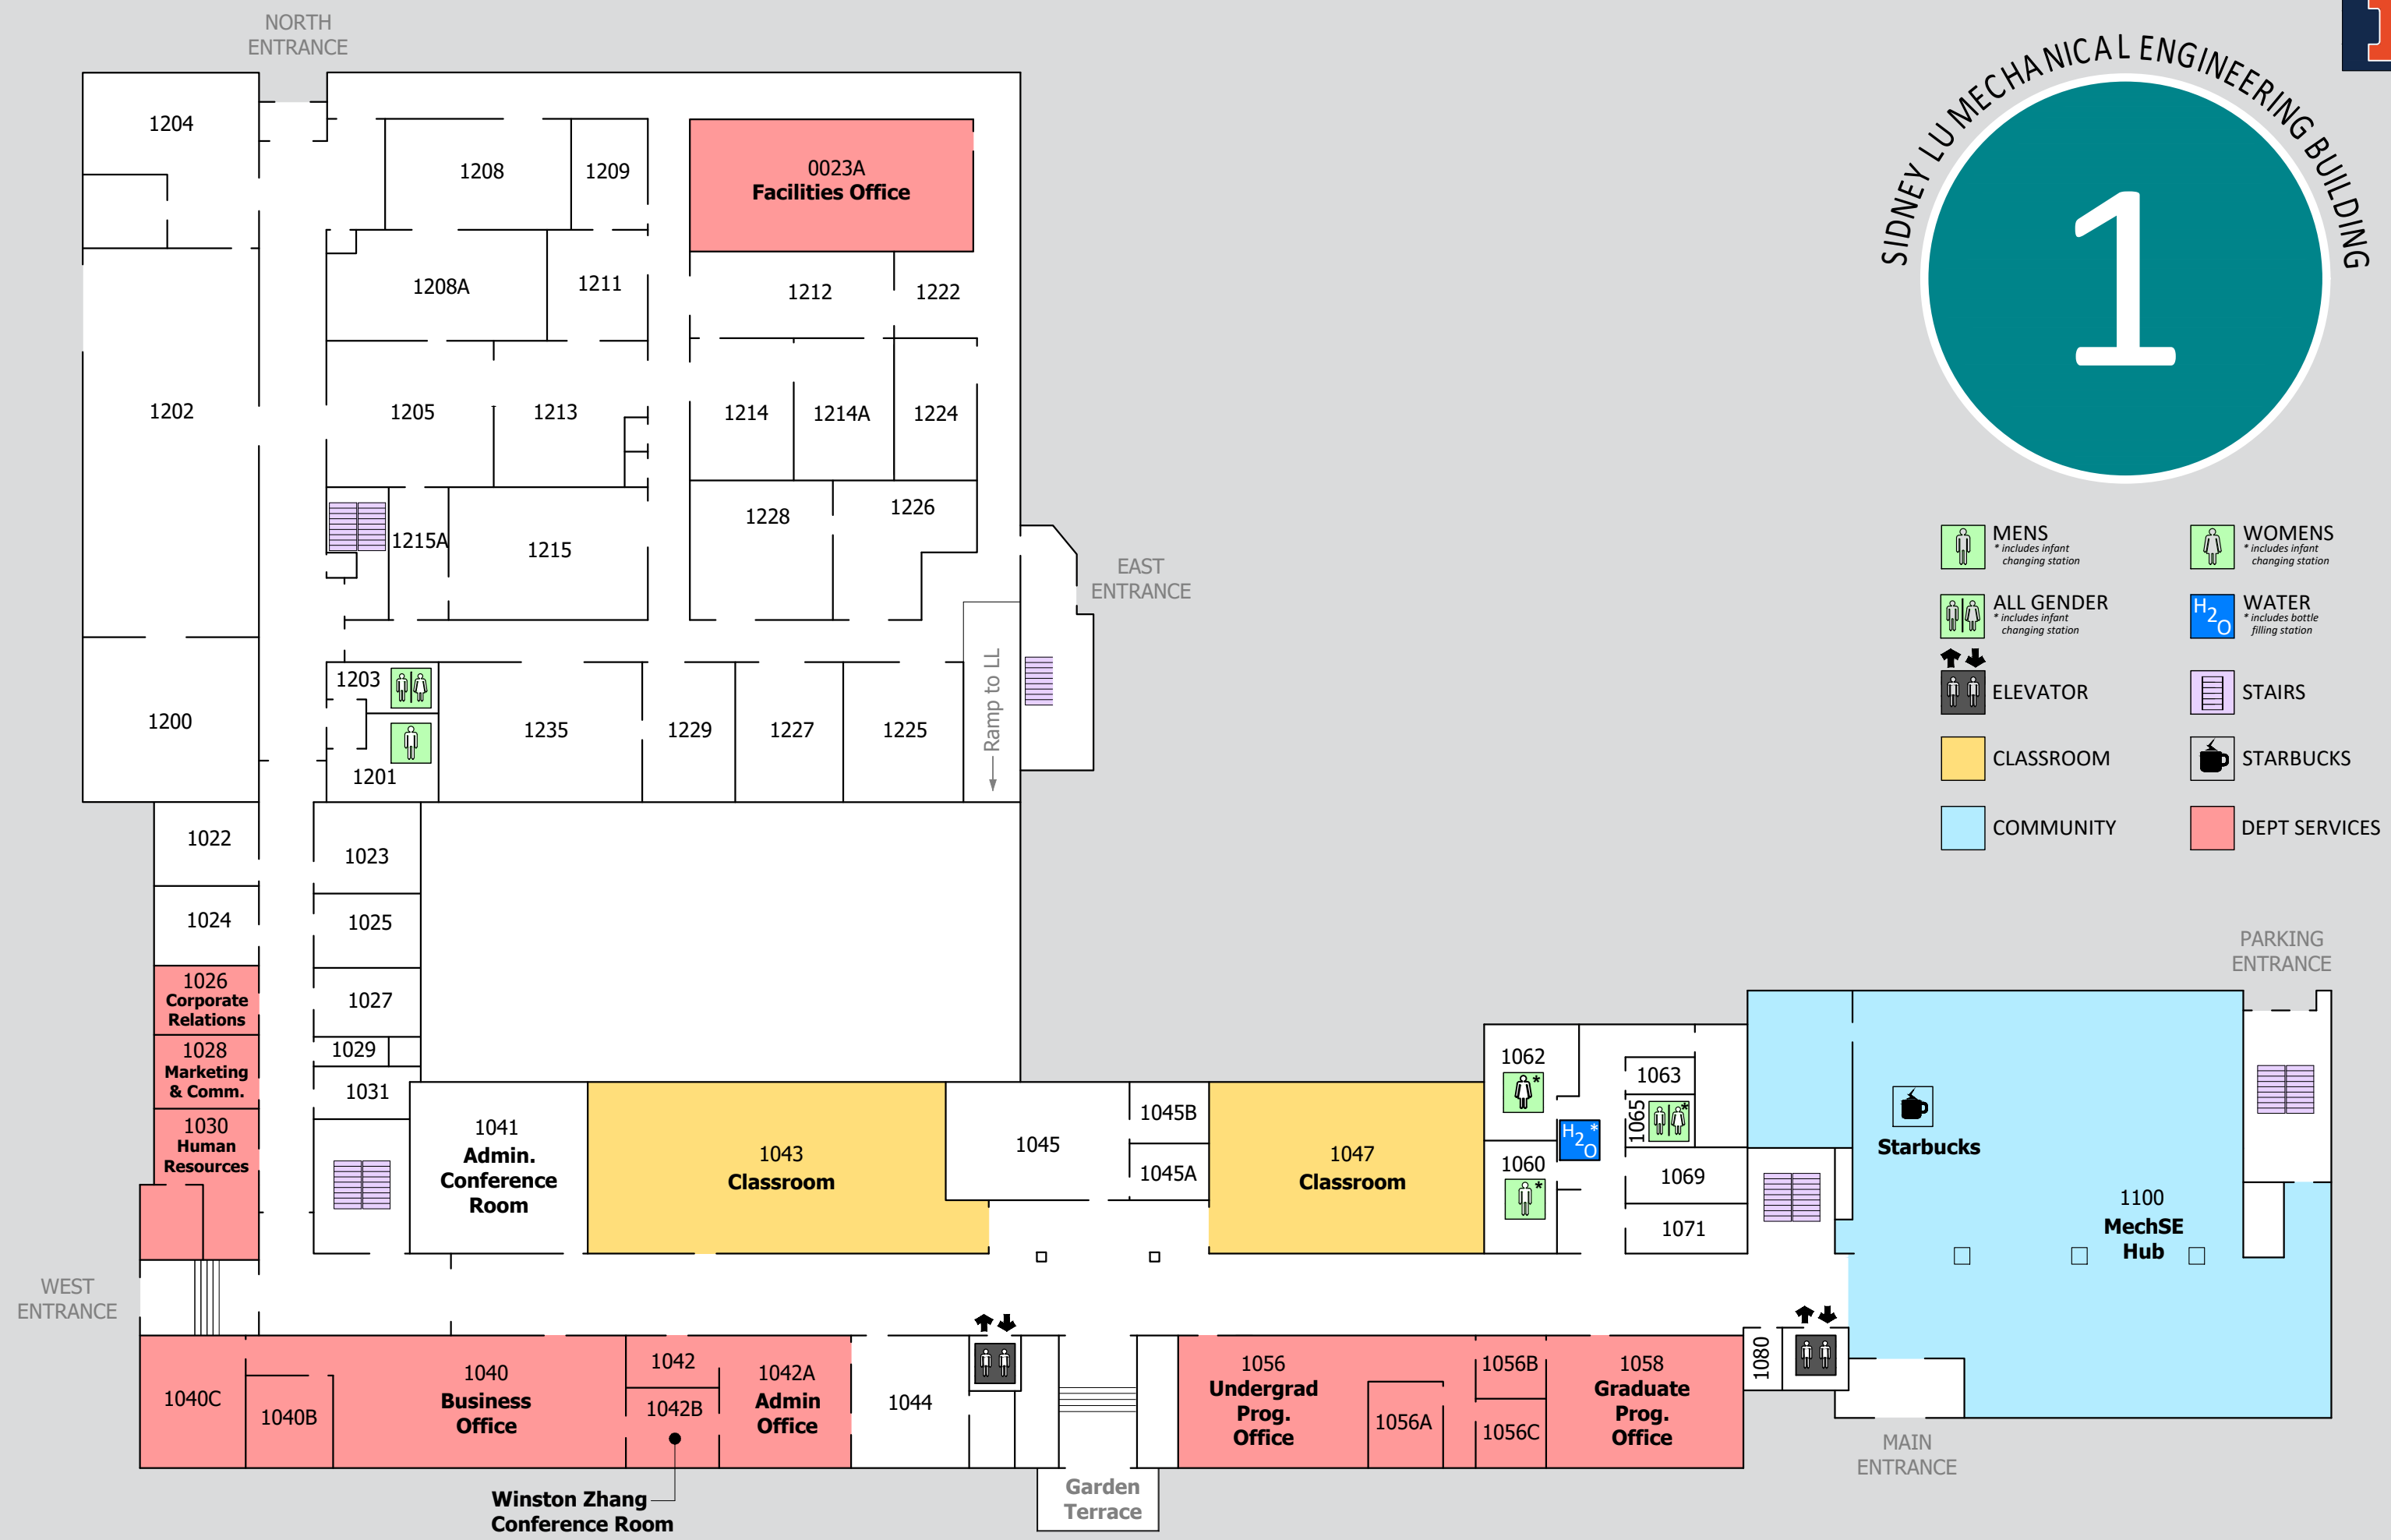 NORTH
ENTRANCE
SIDNEY LU MECHANICAL ENGINEERING BUILDING
1
1204
1208
1209
0023A
Facilities Office
1208A
1211
1212
1222
1202
1205
1213
1214
1214A
1224
1215A
1215
1228
1226
EAST
ENTRANCE
MENS
* includes infant
changing station
WOMENS
* includes infant
changing station
ALL GENDER
* includes infant
changing station
H2O
WATER
* includes bottle
filling station
ELEVATOR
STAIRS
CLASSROOM
STARBUCKS
COMMUNITY
DEPT SERVICES
1200
1203
1201
1235
1229
1227
1225
Ramp to LL
1022
1023
1024
1025
1026
Corporate
Relations
1027
1028
Marketing
& Comm.
1029
1031
1030
Human
Resources
1041
Admin.
Conference
Room
1043
Classroom
1045
1045B
1045A
1047
Classroom
1062
*
1060
*
H2O*
1063
1065
*
1069
1071
Starbucks
1100
MechSE
Hub
PARKING
ENTRANCE
WEST
ENTRANCE
1040C
1040B
1040
Business
Office
1042
1042B
1042A
Admin
Office
1044
1056
Undergrad
Prog.
Office
1056A
1056B
1056C
1058
Graduate
Prog.
Office
1080
MAIN
ENTRANCE
Winston Zhang
Conference Room
Garden
Terrace